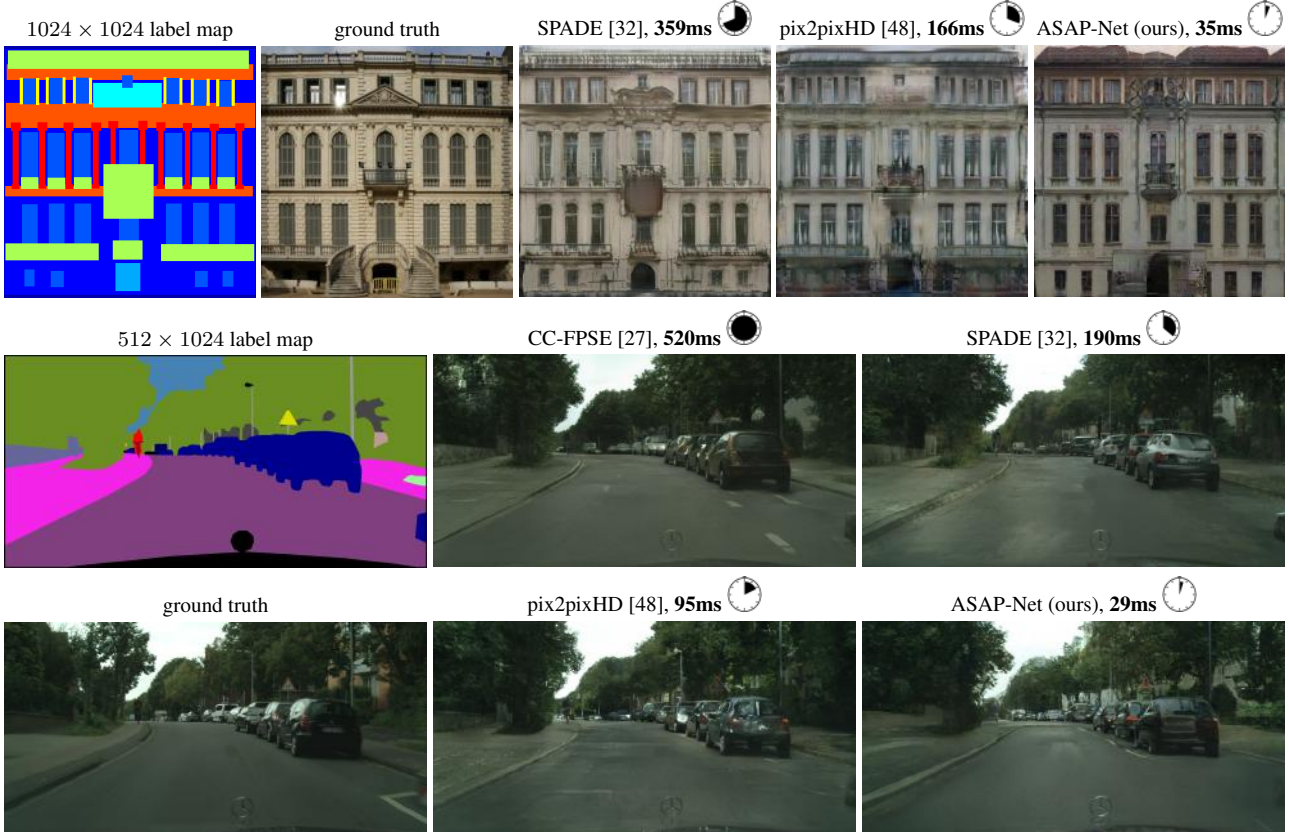 1024 × 1024 label map
ground truth
SPADE [32], 359ms
pix2pixHD [48], 166ms
ASAP-Net (ours), 35ms
512 × 1024 label map
CC-FPSE [27], 520ms
SPADE [32], 190ms
ground truth
pix2pixHD [48], 95ms
ASAP-Net (ours), 29ms